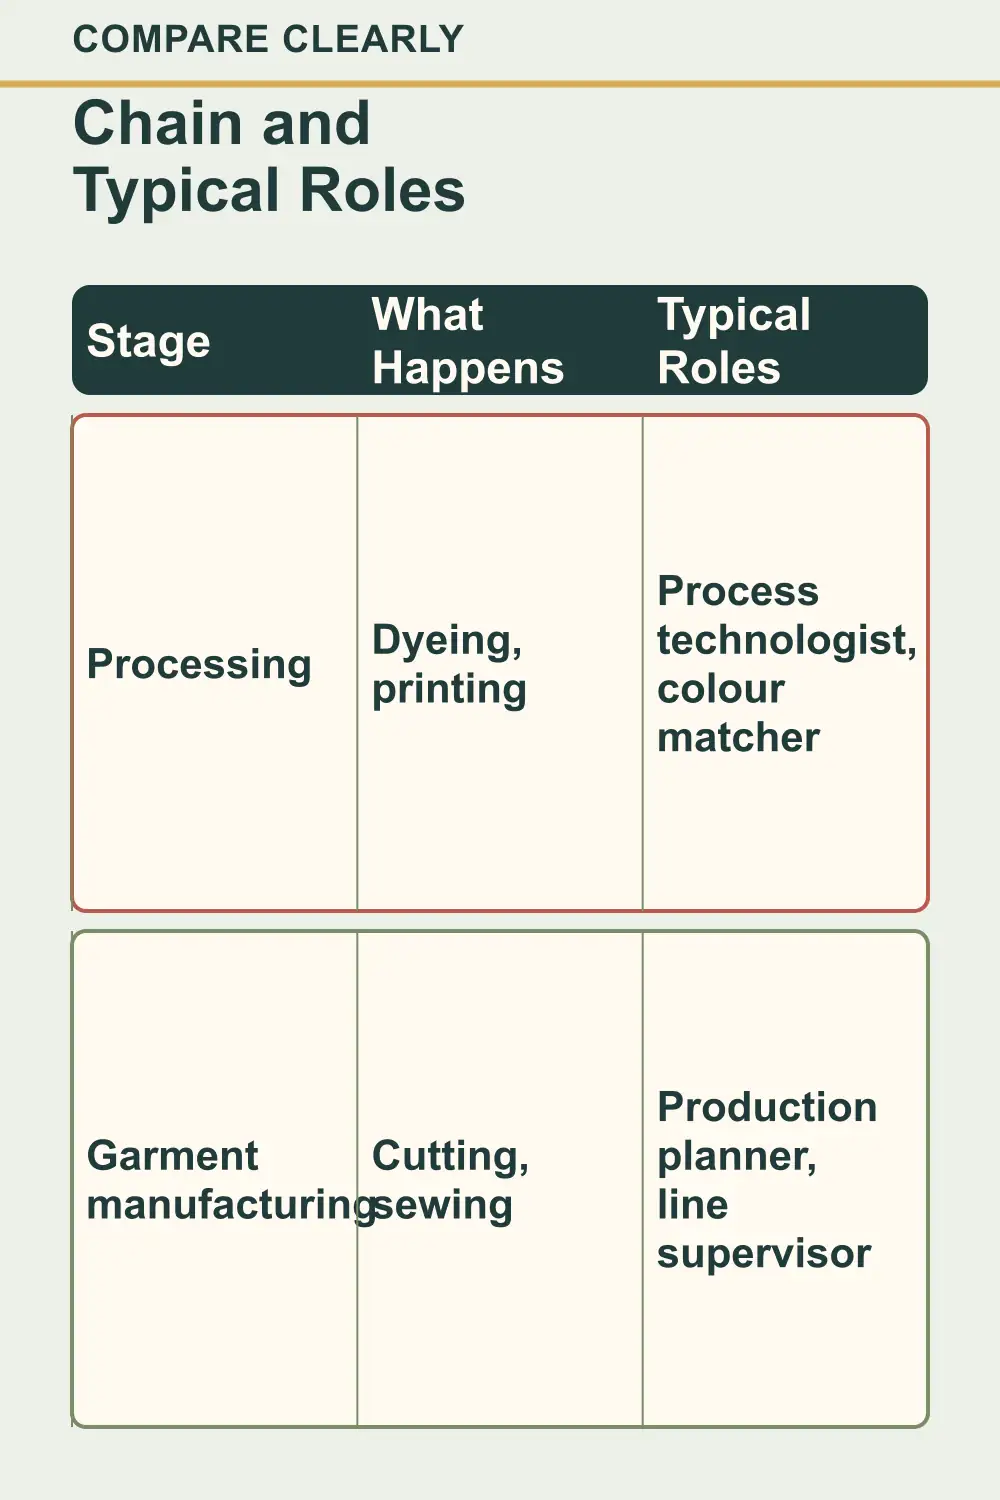 COMPARE CLEARLY
Chain and
Typical Roles
Stage
What
Happens
Typical
Roles
Processing
Dyeing,
printing
Process
technologist,
colour
matcher
Garment
manufacturing
Cutting,
sewing
Production
planner,
line
supervisor